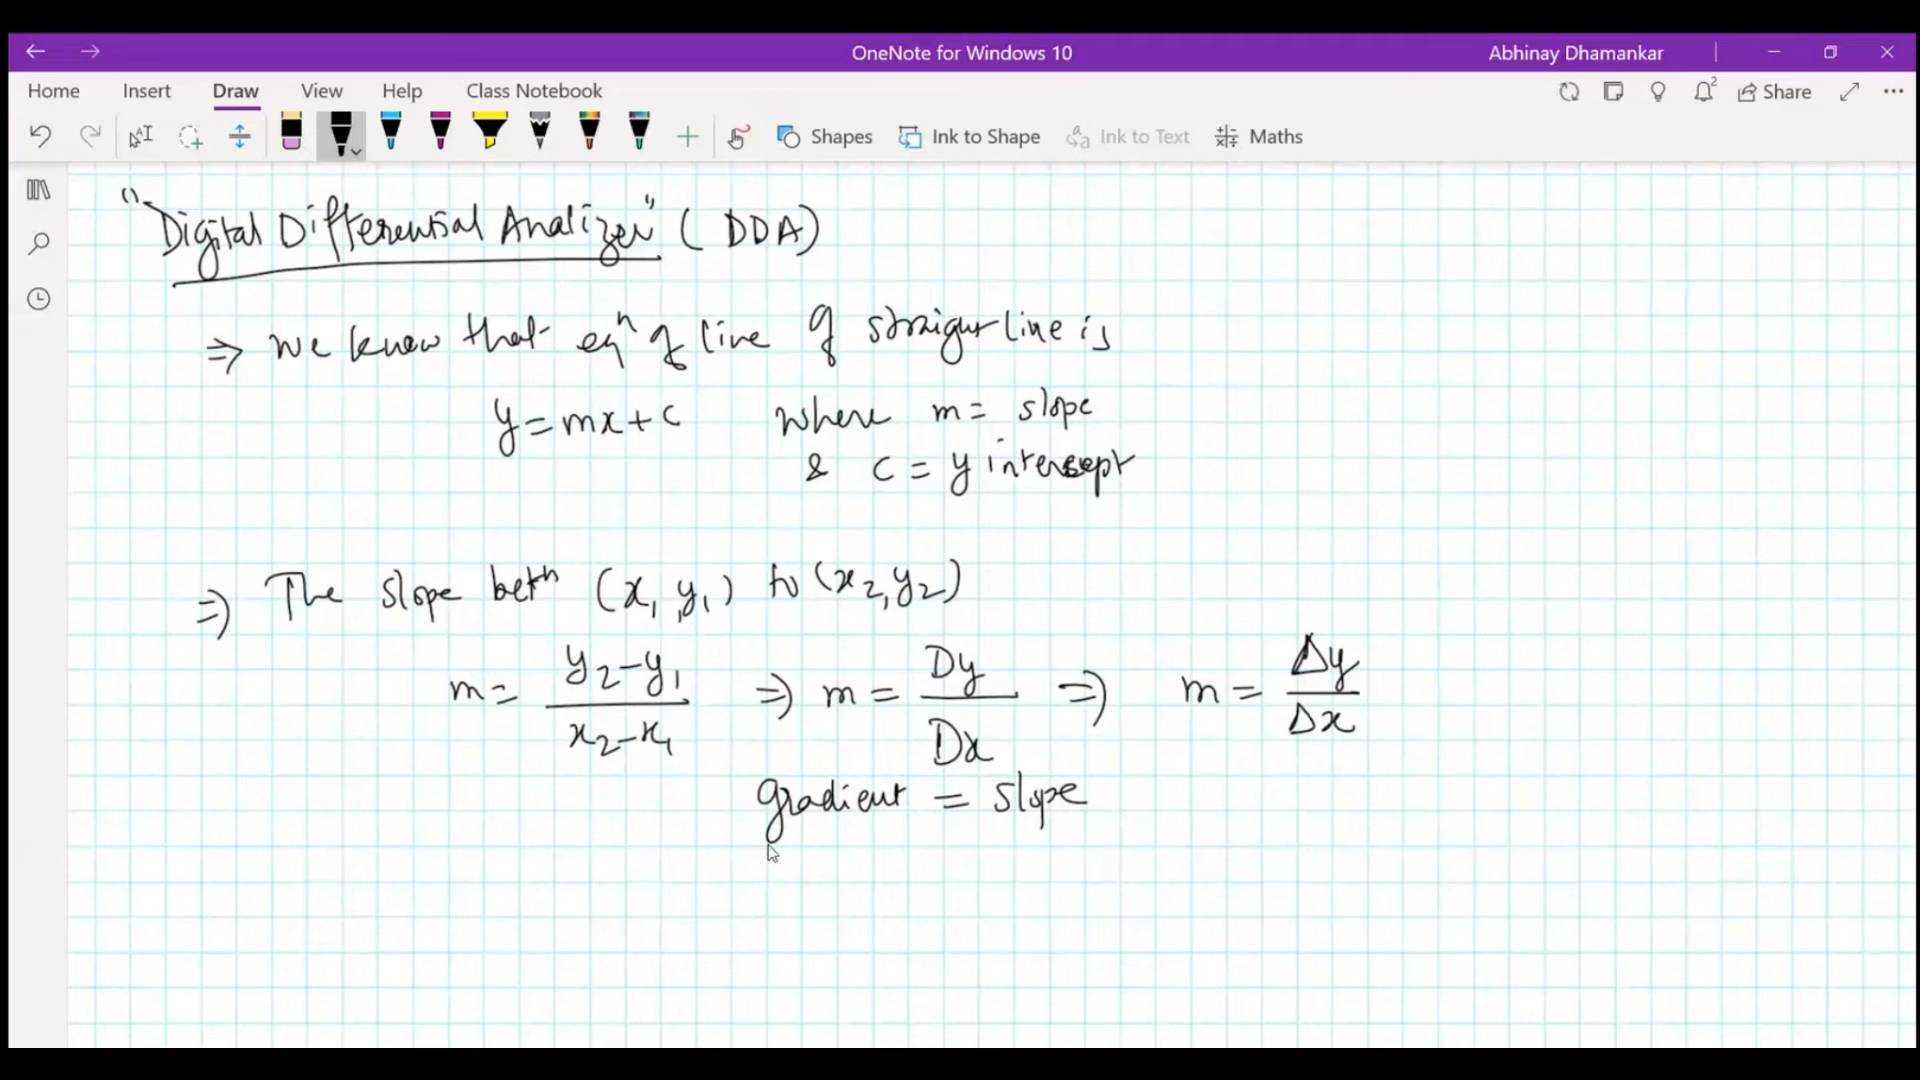 OneNote for Windows 10
Abhinay Dhamankar
Home Insert Draw View Help Class Notebook
2 Share
Shapes Ink to Shape Ink to Text Maths
"Digital Differential Analizer" ( DDA)
⇒ We know that eqⁿ of line of straight line is
y = mx + c where m = slope
& c = y intercept
⇒ The slope betⁿ (x₁, y₁) to (x₂, y₂)
m = y₂-y₁ / x₂-x₁ ⇒ m = Dy / Dx ⇒ m = Δy / Δx
gradient = slope